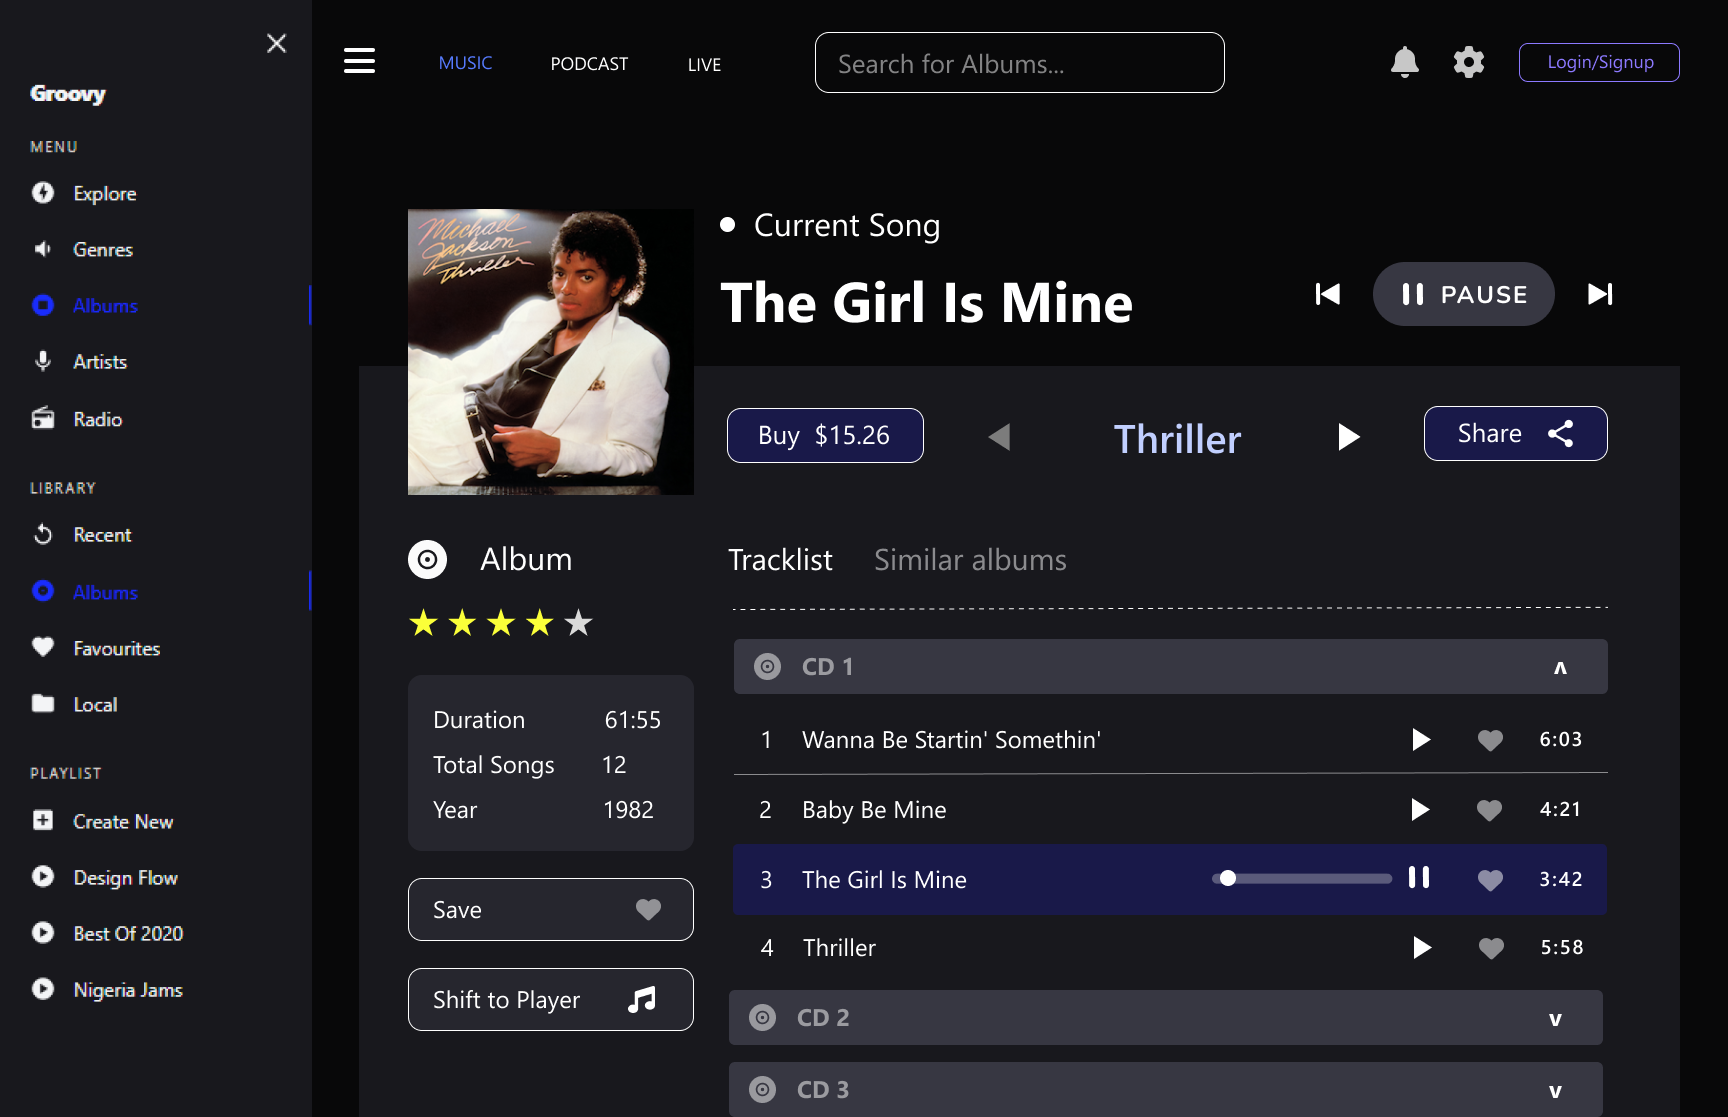 Groovy
MENU
Explore
Genres
Albums
Artists
Radio
LIBRARY
Recent
Albums
Favourites
Local
PLAYLIST
Create New
Design Flow
Best Of 2020
Nigeria Jams
MUSIC PODCAST LIVE
Search for Albums...
Login/Signup
Michael
Jackson
Thriller
Current Song
The Girl Is Mine
PAUSE
Buy $15.26
Thriller
Share
Album
Duration 61:55
Total Songs 12
Year 1982
Save
Shift to Player
Tracklist Similar albums
CD 1
1 Wanna Be Startin' Somethin' 6:03
2 Baby Be Mine 4:21
3 The Girl Is Mine 3:42
4 Thriller 5:58
CD 2
CD 3